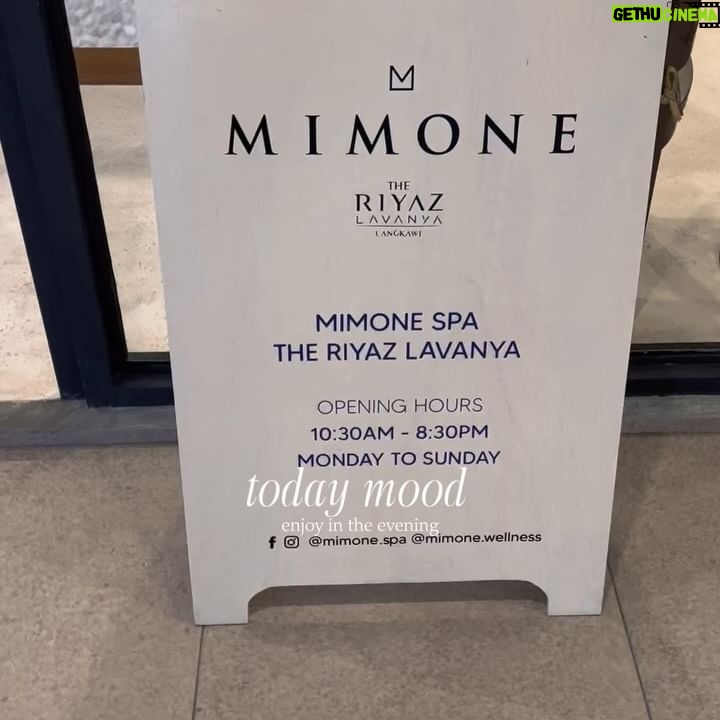 GETHUCINEMA
MIMONE
THE
RIYAZ
LAVANYA
LANGKAWI
MIMONE SPA
THE RIYAZ LAVANYA
OPENING HOURS
10:30AM - 8:30PM
MONDAY TO SUNDAY
today mood
enjoy in the evening
@mimone.spa @mimone.wellness